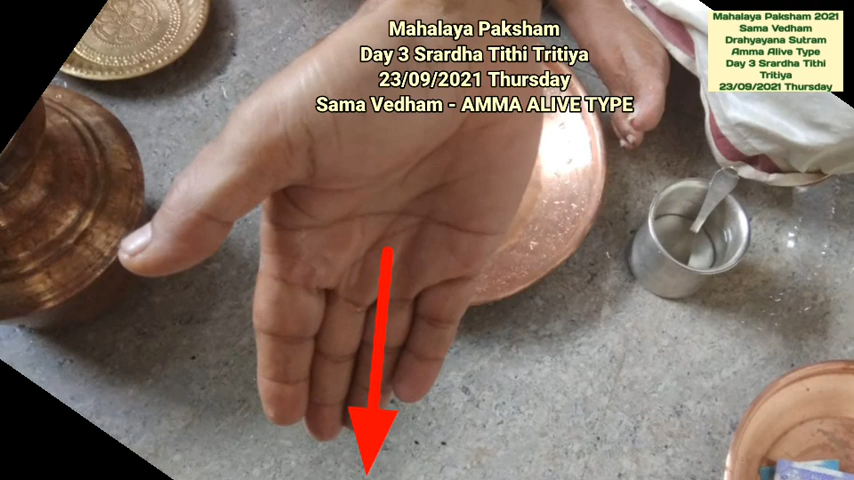 Mahalaya Paksham
Day 3 Srardha Tithi Tritiya
23/09/2021 Thursday
Sama Vedham - AMMA ALIVE TYPE
Mahalaya Paksham 2021
Sama Vedham
Drahyayana Sutram
Amma Alive Type
Day 3 Srardha Tithi
Tritiya
23/09/2021 Thursday